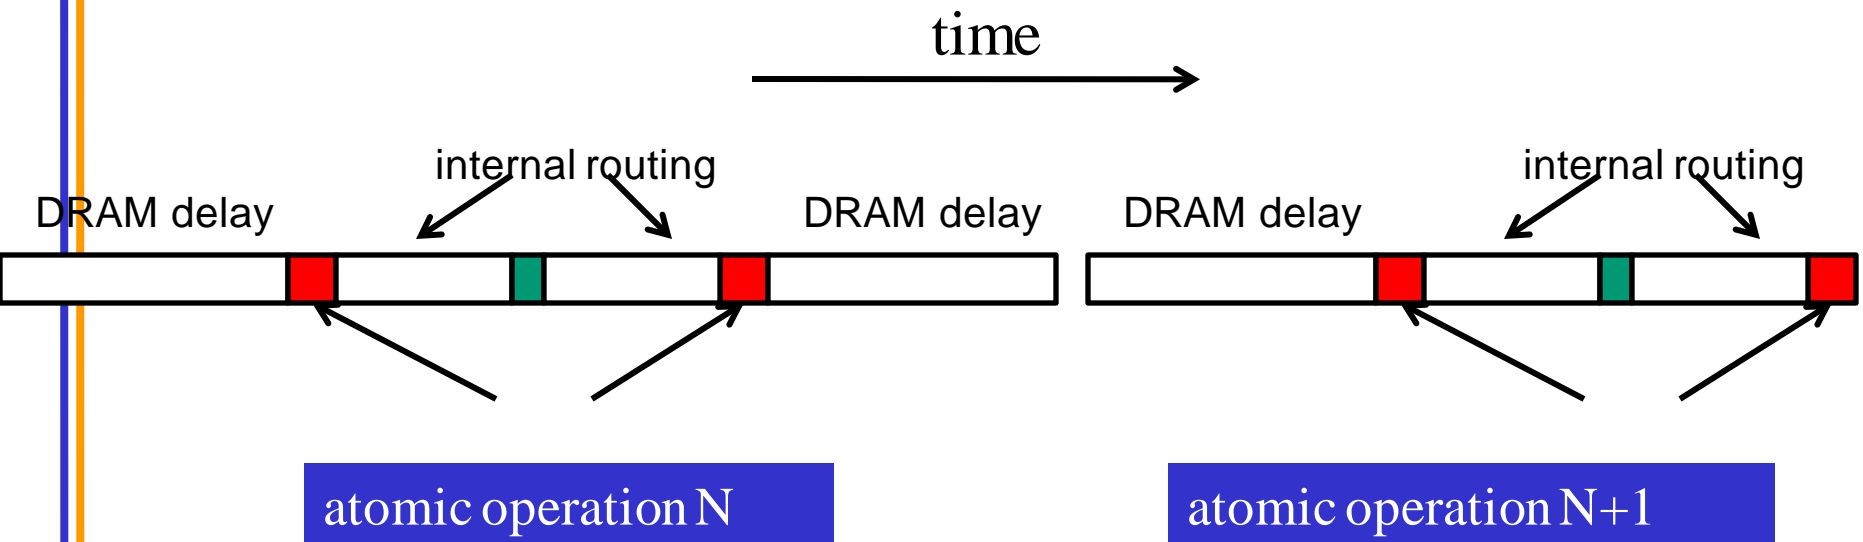 time
internal routing
internal routing
DRAM delay
DRAM delay
DRAM delay
atomic operation N
atomic operation N+1